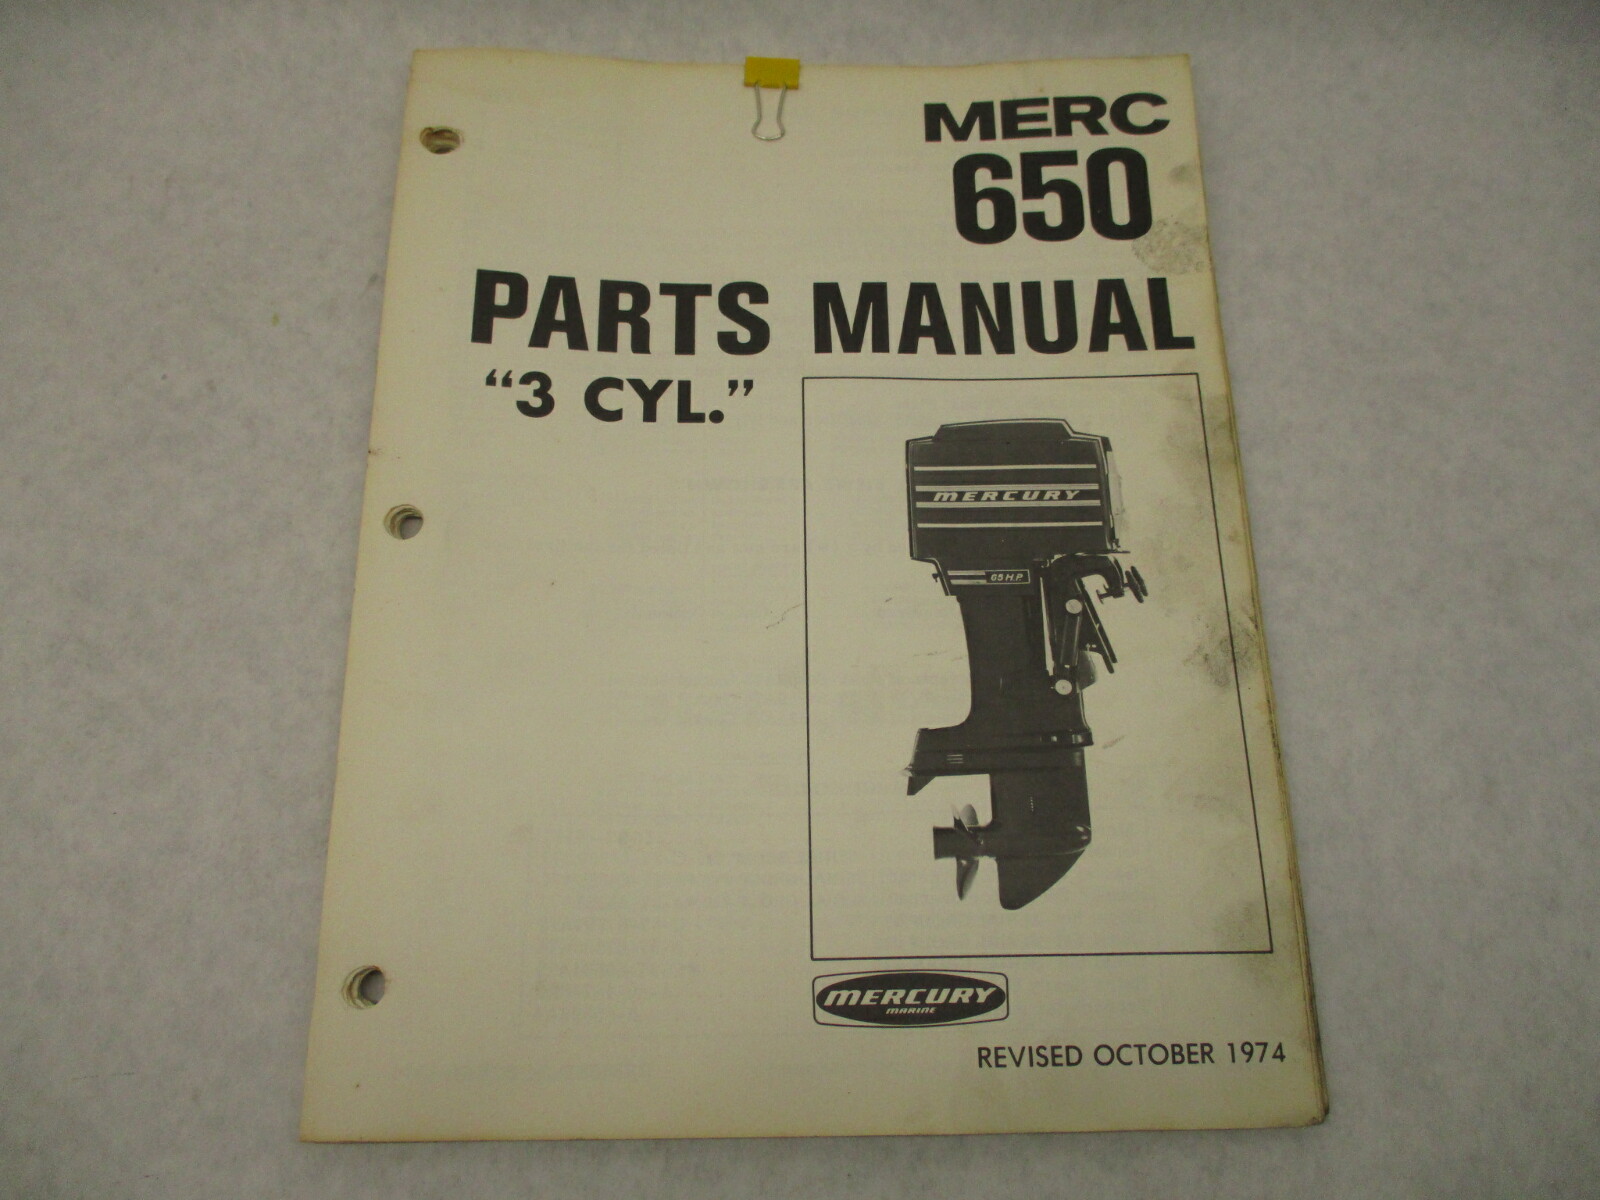 MERC
650
PARTS MANUAL
"3 CYL."
MERCURY
65 H.P.
MERCURY
MARINE
REVISED OCTOBER 1974